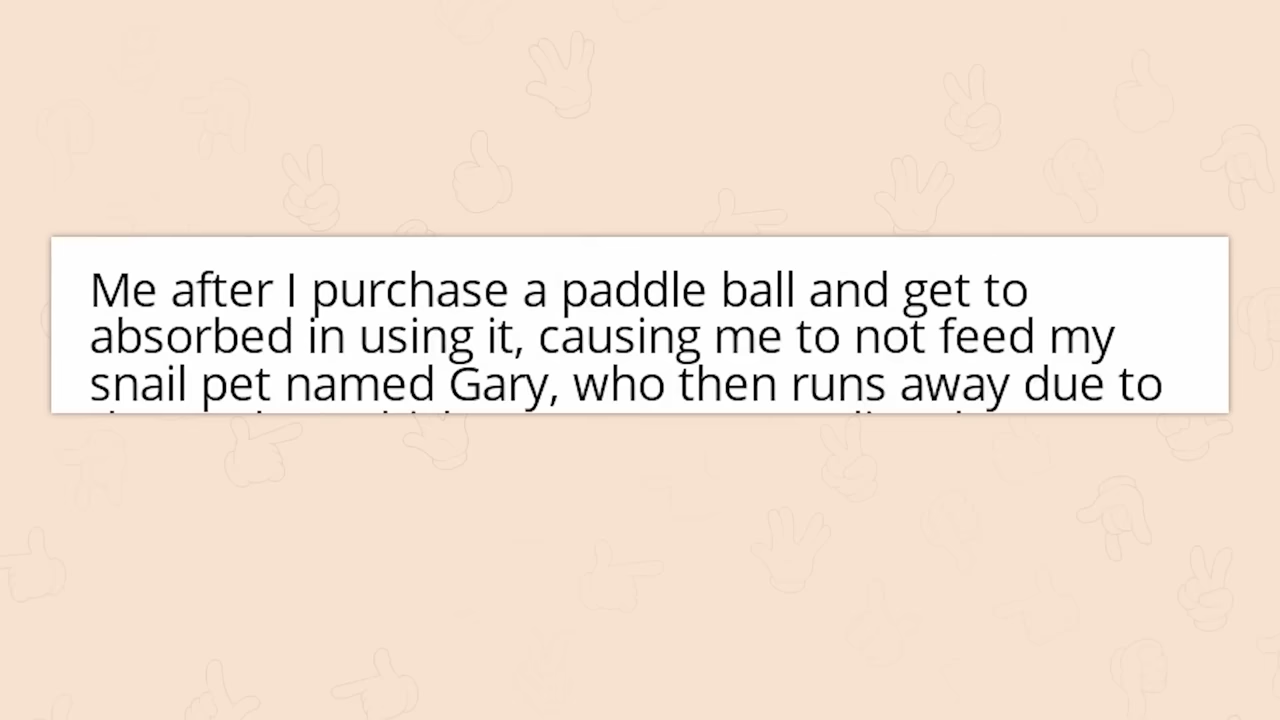 Me after I purchase a paddle ball and get to
absorbed in using it, causing me to not feed my
snail pet named Gary, who then runs away due to